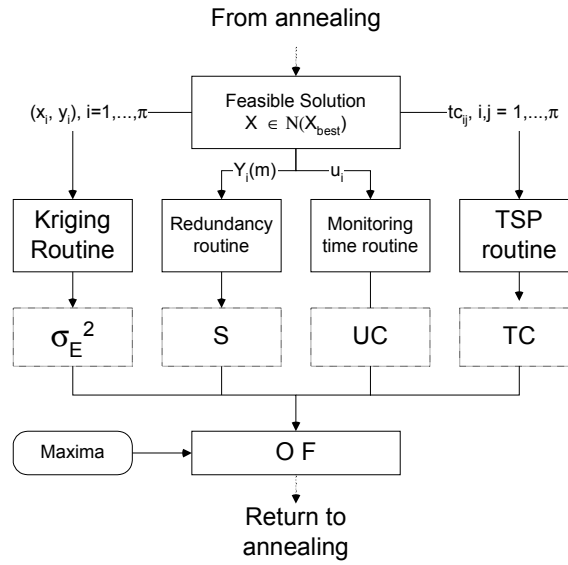 From annealing
Feasible Solution
X ∈ N(X_best)
(x_i, y_i), i=1,...,π
tc_ij, i,j = 1,...,π
Y_i(m)
u_i
Kriging
Routine
Redundancy
routine
Monitoring
time routine
TSP
routine
σ_E^2
S
UC
TC
Maxima
O F
Return to
annealing